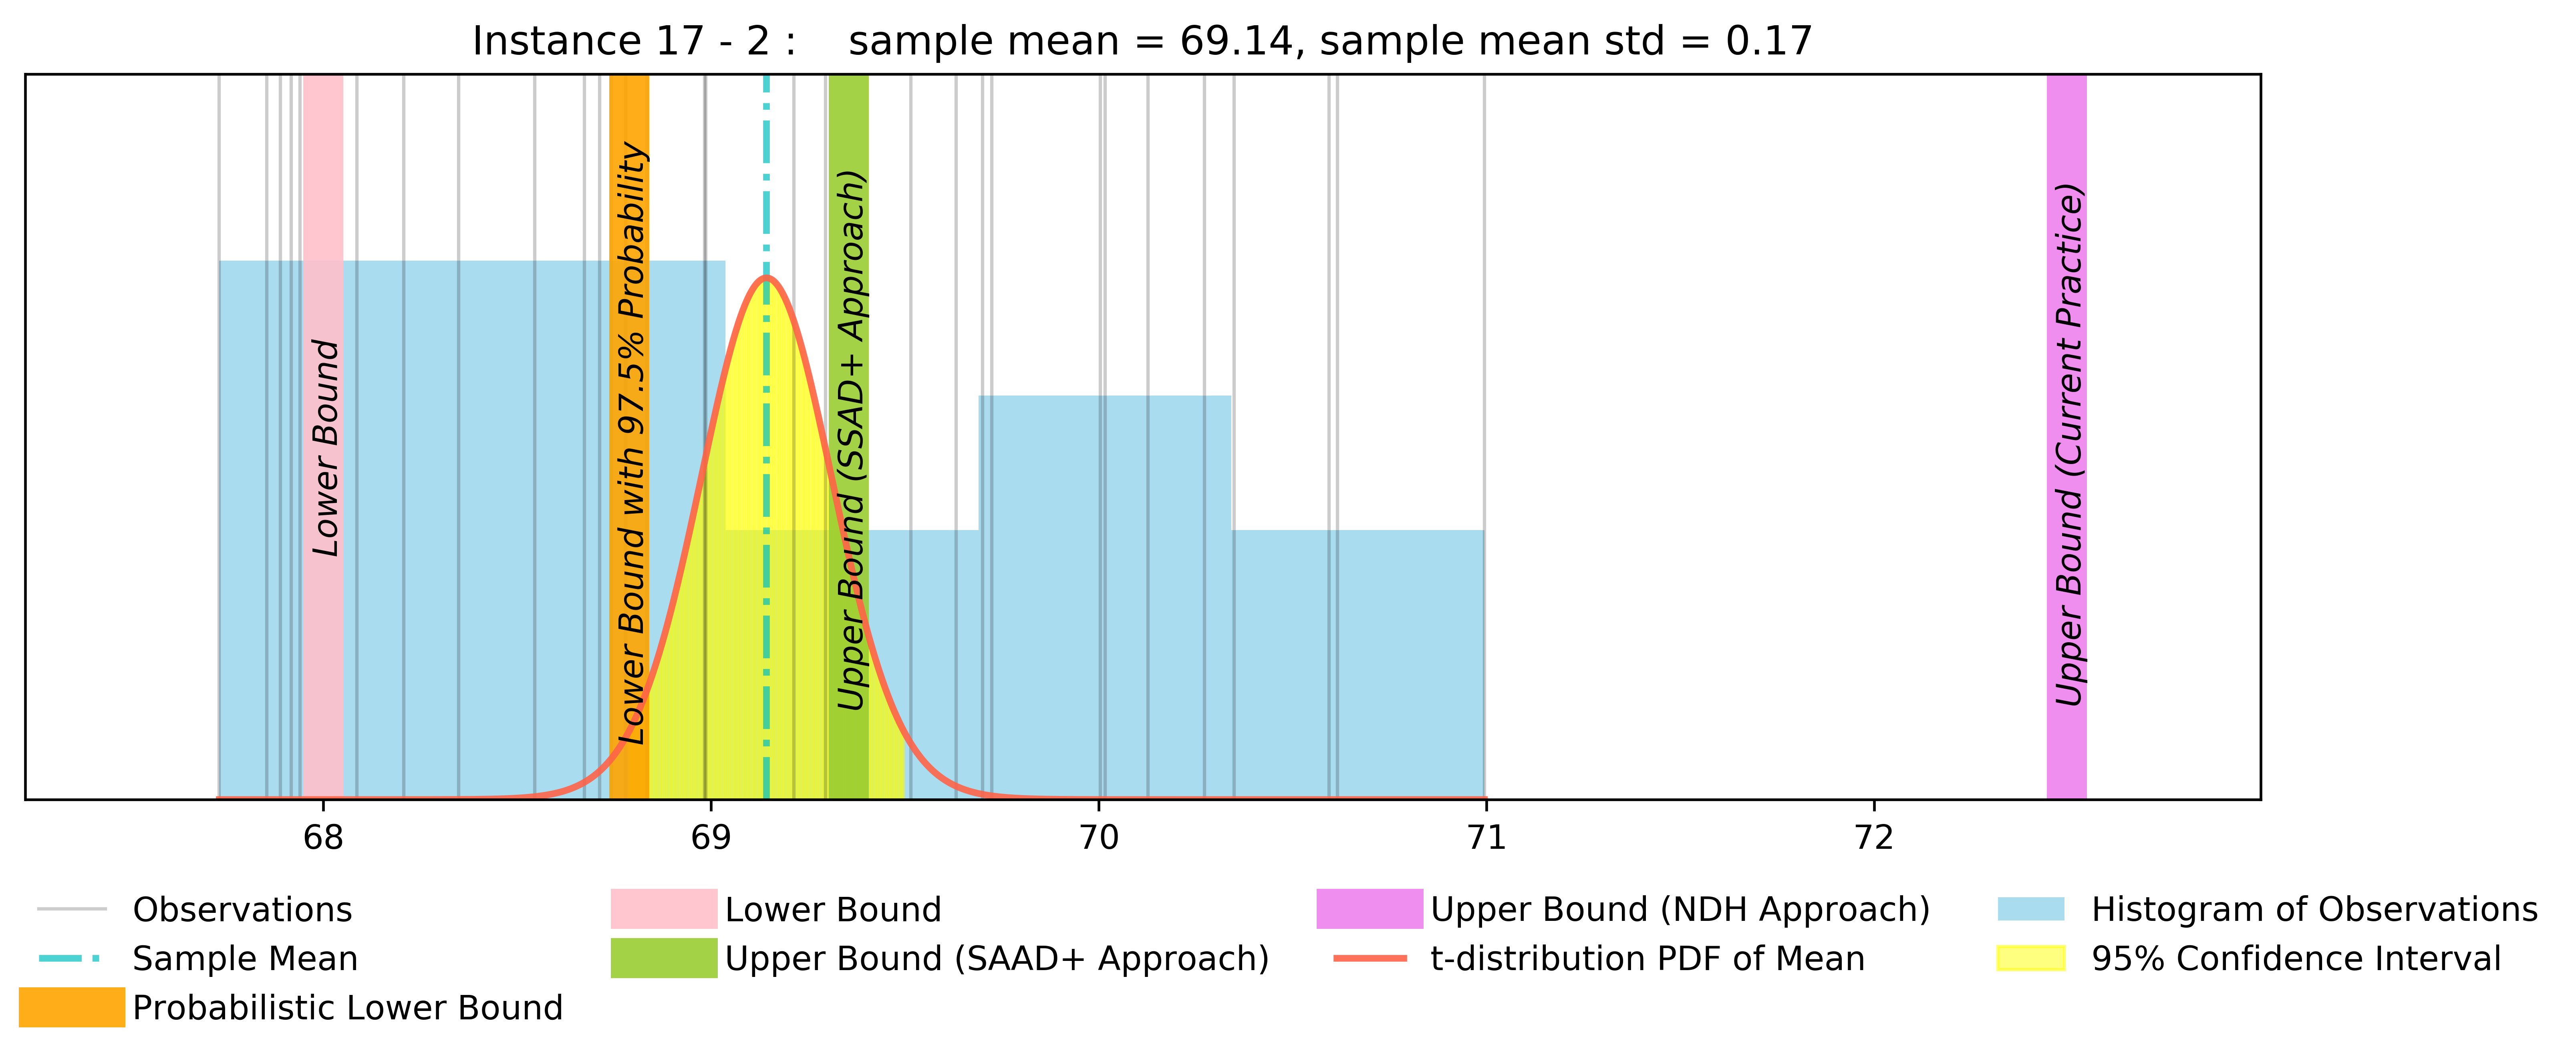 Instance 17 - 2 :    sample mean = 69.14, sample mean std = 0.17
Lower Bound
Lower Bound with 97.5% Probability
Upper Bound (SSAD+ Approach)
Upper Bound (Current Practice)
68 69 70 71 72
Observations
Sample Mean
Probabilistic Lower Bound
Lower Bound
Upper Bound (SAAD+ Approach)
Upper Bound (NDH Approach)
t-distribution PDF of Mean
Histogram of Observations
95% Confidence Interval